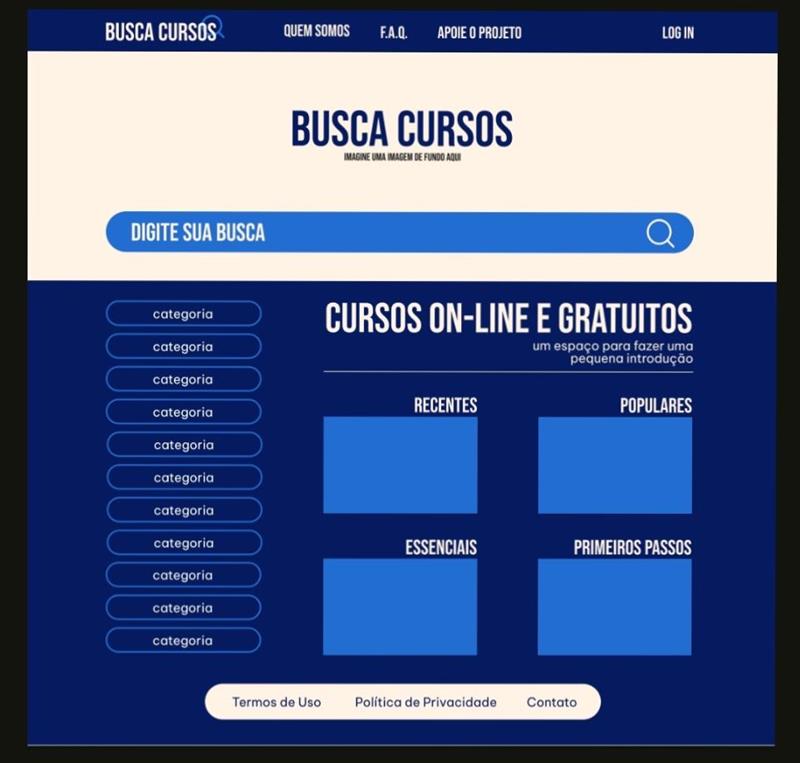 BUSCA CURSOS
QUEM SOMOS
F.A.Q.
APOIE O PROJETO
LOG IN
BUSCA CURSOS
IMAGINE UMA IMAGEM DE FUNDO AQUI
DIGITE SUA BUSCA
categoria
categoria
categoria
categoria
categoria
categoria
categoria
categoria
categoria
categoria
categoria
CURSOS ON-LINE E GRATUITOS
um espaço para fazer uma
pequena introdução
RECENTES
POPULARES
ESSENCIAIS
PRIMEIROS PASSOS
Termos de Uso
Política de Privacidade
Contato